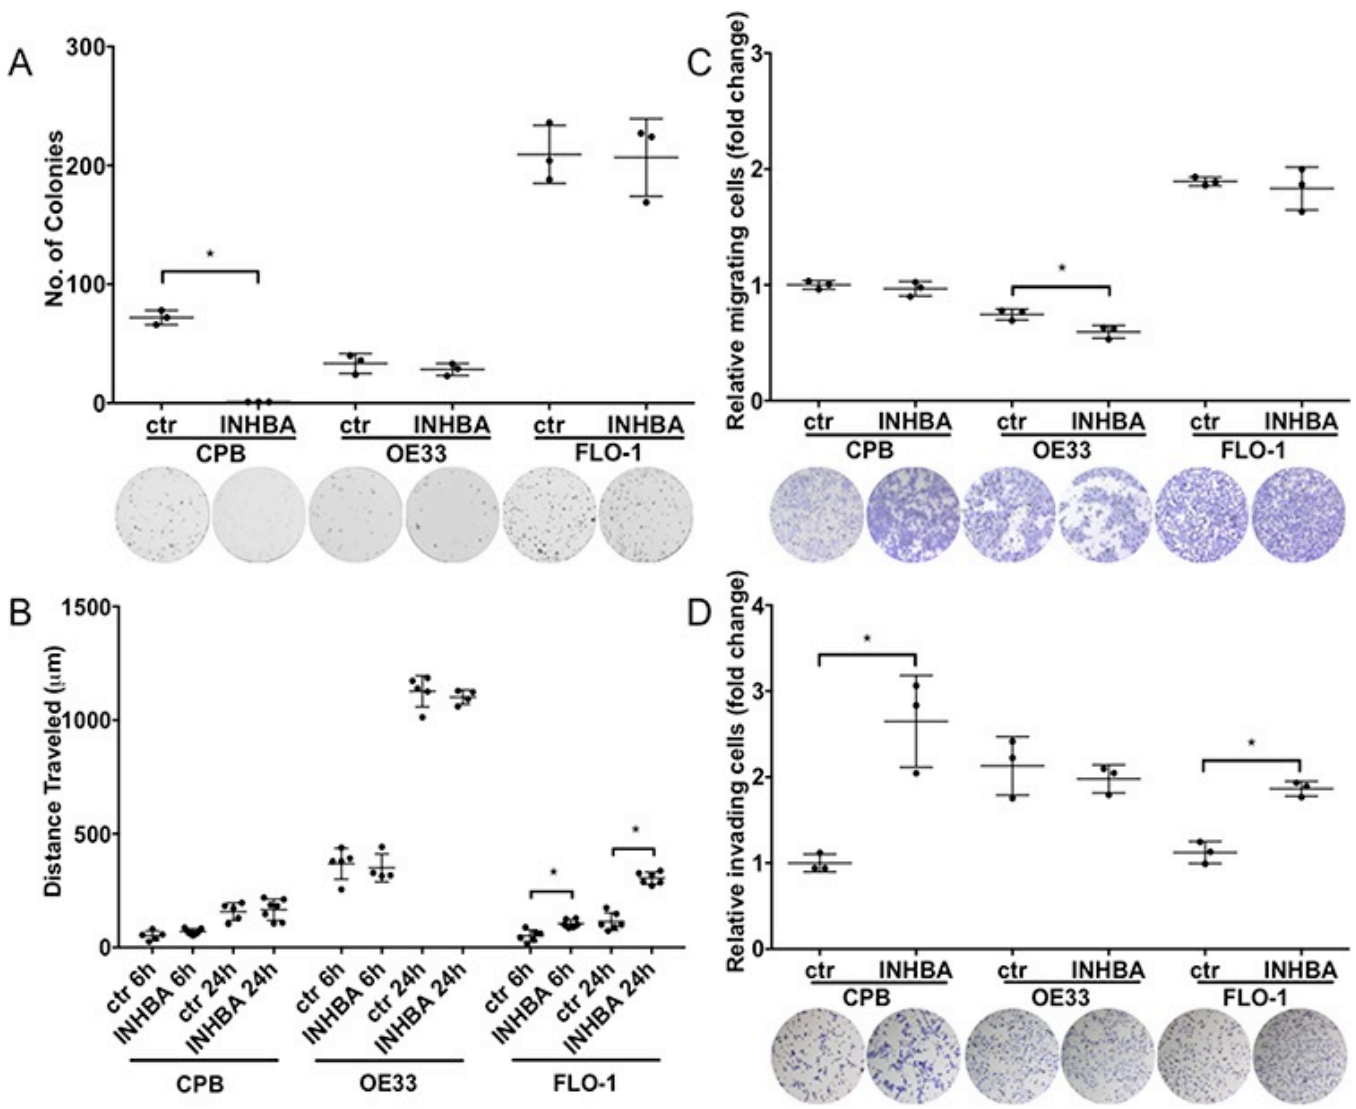 A
No. of Colonies
300
200
100
0
*
ctr INHBA ctr INHBA ctr INHBA
CPB OE33 FLO-1
B
Distance Traveled (μm)
1500
1000
500
0
*
*
ctr 6h INHBA 6h ctr 24h INHBA 24h ctr 6h INHBA 6h ctr 24h INHBA 24h ctr 6h INHBA 6h ctr 24h INHBA 24h
CPB OE33 FLO-1
C
Relative migrating cells (fold change)
3
2
1
0
*
ctr INHBA ctr INHBA ctr INHBA
CPB OE33 FLO-1
D
Relative invading cells (fold change)
4
3
2
1
0
*
*
ctr INHBA ctr INHBA ctr INHBA
CPB OE33 FLO-1